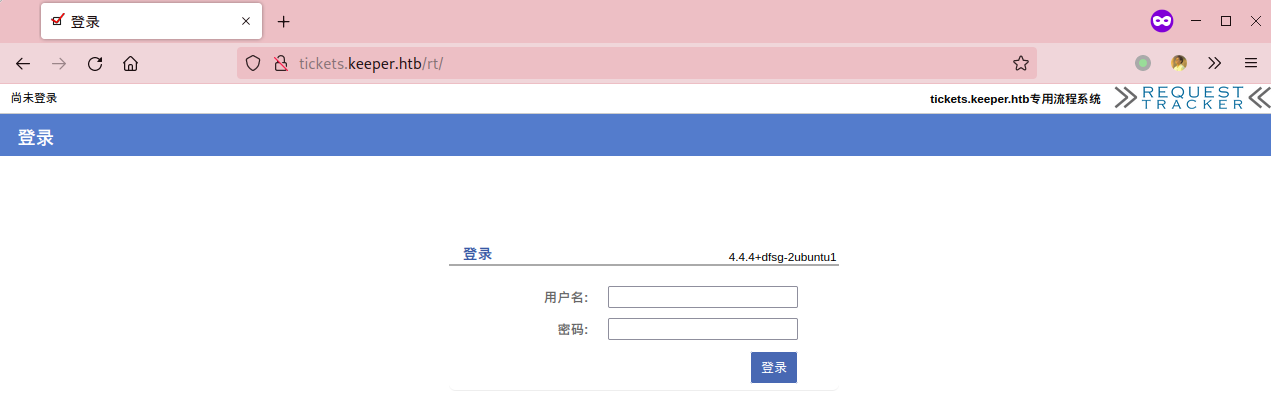 登录
tickets.keeper.htb/rt/
尚未登录
tickets.keeper.htb专用流程系统
REQUEST
TRACKER
登录
登录
4.4.4+dfsg-2ubuntu1
用户名:
密码:
登录